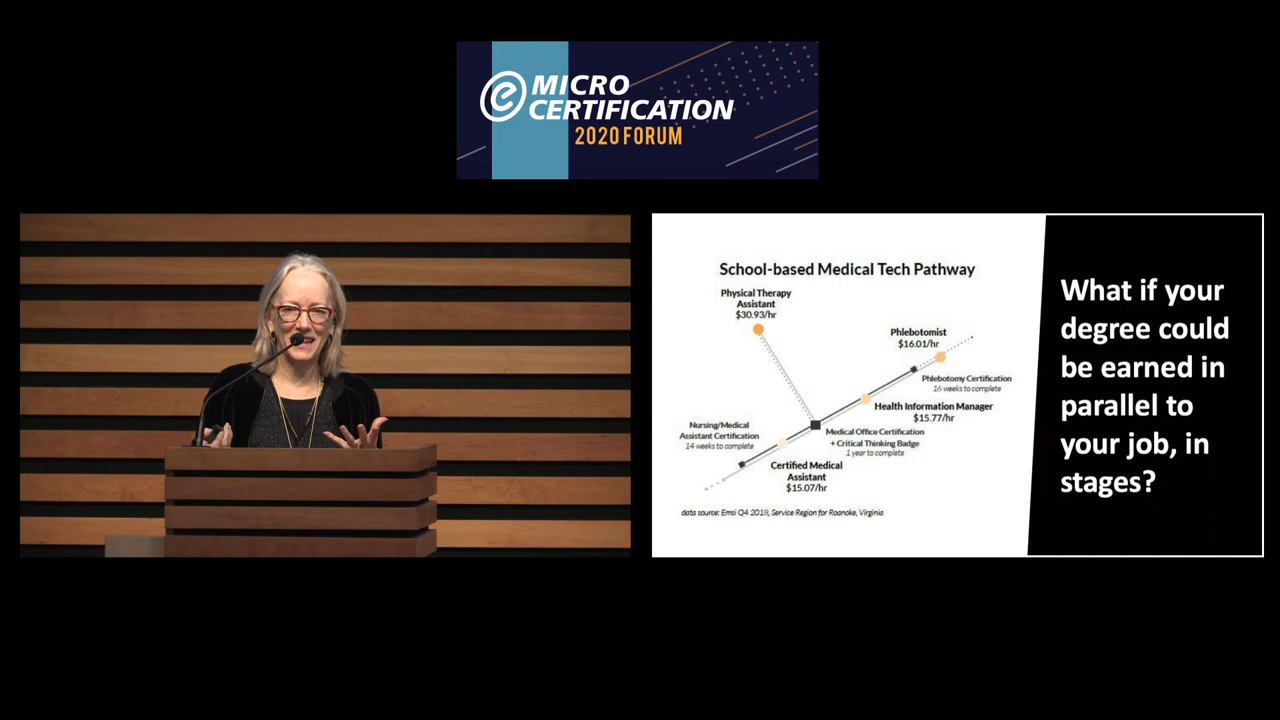 MICRO
CERTIFICATION
2020 FORUM
School-based Medical Tech Pathway
Physical Therapy
Assistant
$30.93/hr
Phlebotomist
$16.01/hr
Phlebotomy Certification
16 weeks to complete
Health Information Manager
$15.77/hr
Nursing/Medical
Assistant Certification
14 weeks to complete
Medical Office Certification
+ Critical Thinking Badge
1 year to complete
Certified Medical
Assistant
$15.07/hr
data source: Emsi Q4 2018, Service Region for Roanoke, Virginia
What if your
degree could
be earned in
parallel to
your job, in
stages?